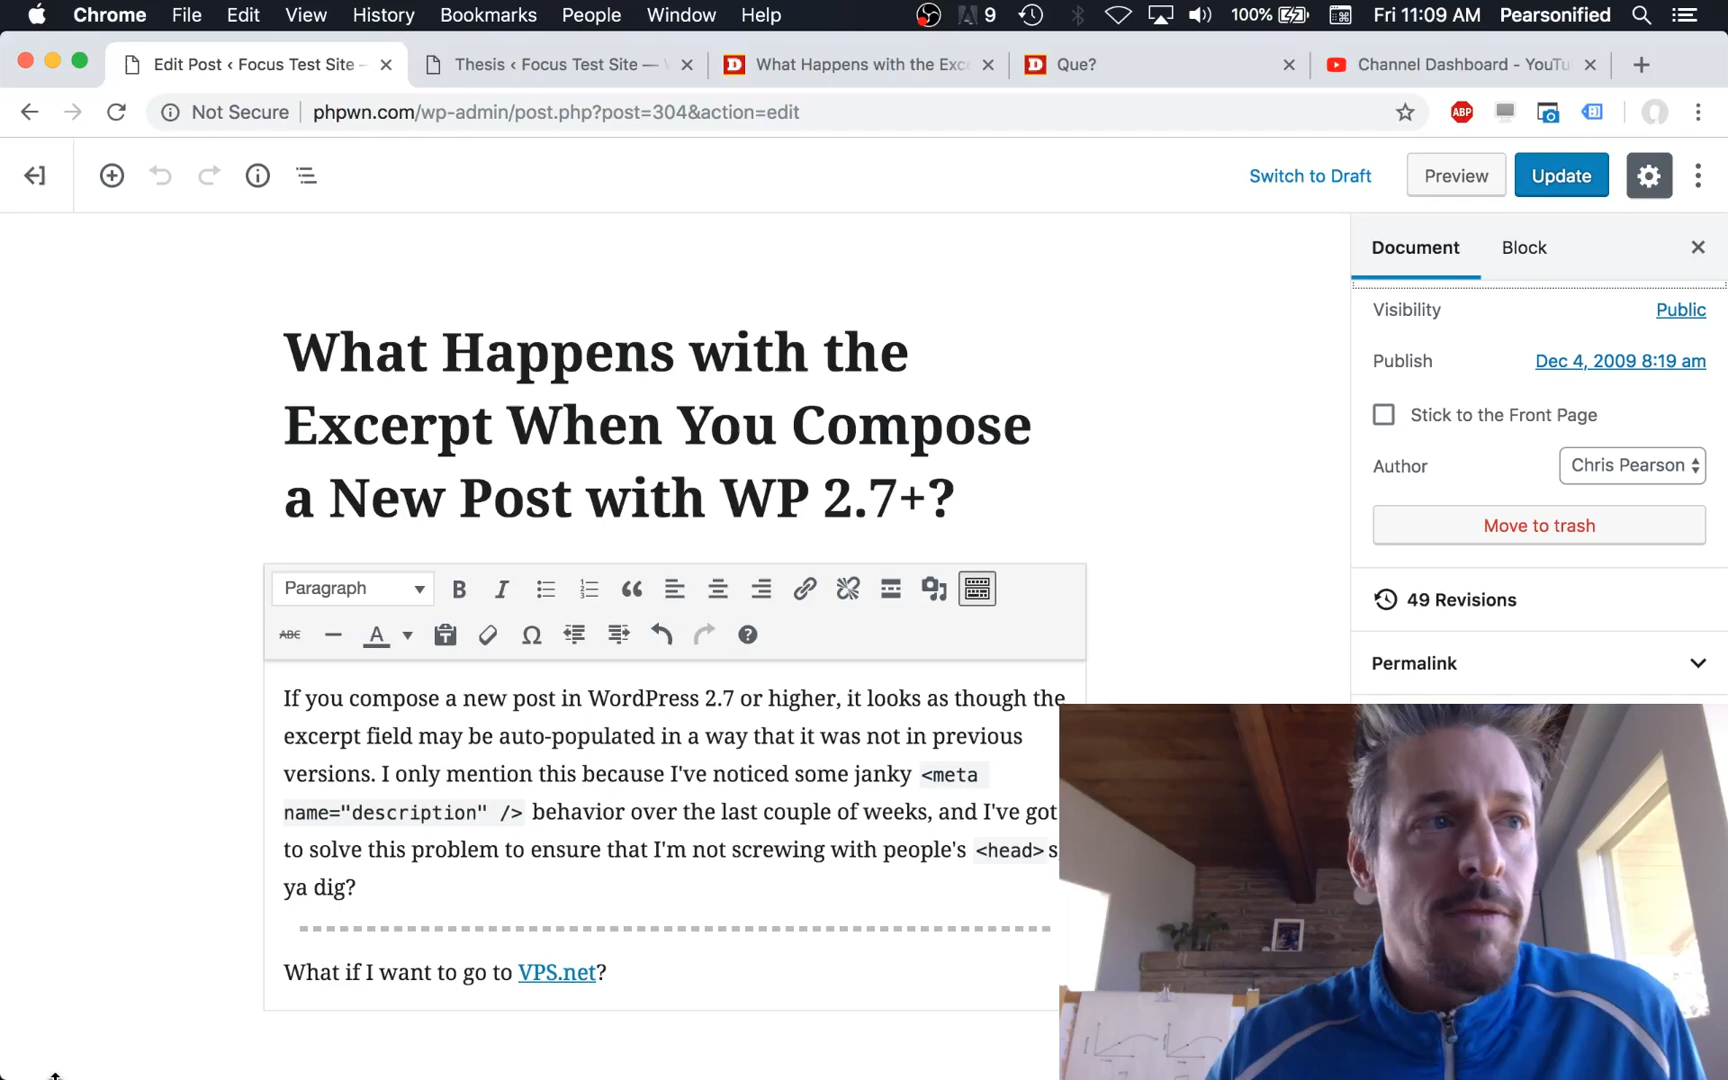 Chrome File Edit View History Bookmarks People Window Help 9 100% Fri 11:09 AM Pearsonified
Edit Post ‹ Focus Test Site – Thesis ‹ Focus Test Site — What Happens with the Exc Que? Channel Dashboard - YouTu
Not Secure phpwn.com/wp-admin/post.php?post=304&action=edit ABP
Switch to Draft Preview Update
Document Block
Visibility Public
Publish Dec 4, 2009 8:19 am
Stick to the Front Page
Author Chris Pearson
Move to trash
49 Revisions
Permalink
What Happens with the
Excerpt When You Compose
a New Post with WP 2.7+?
Paragraph B I
ABC A
If you compose a new post in WordPress 2.7 or higher, it looks as though the
excerpt field may be auto-populated in a way that it was not in previous
versions. I only mention this because I've noticed some janky <meta
name="description" /> behavior over the last couple of weeks, and I've got
to solve this problem to ensure that I'm not screwing with people's <head>s,
ya dig?
What if I want to go to VPS.net?